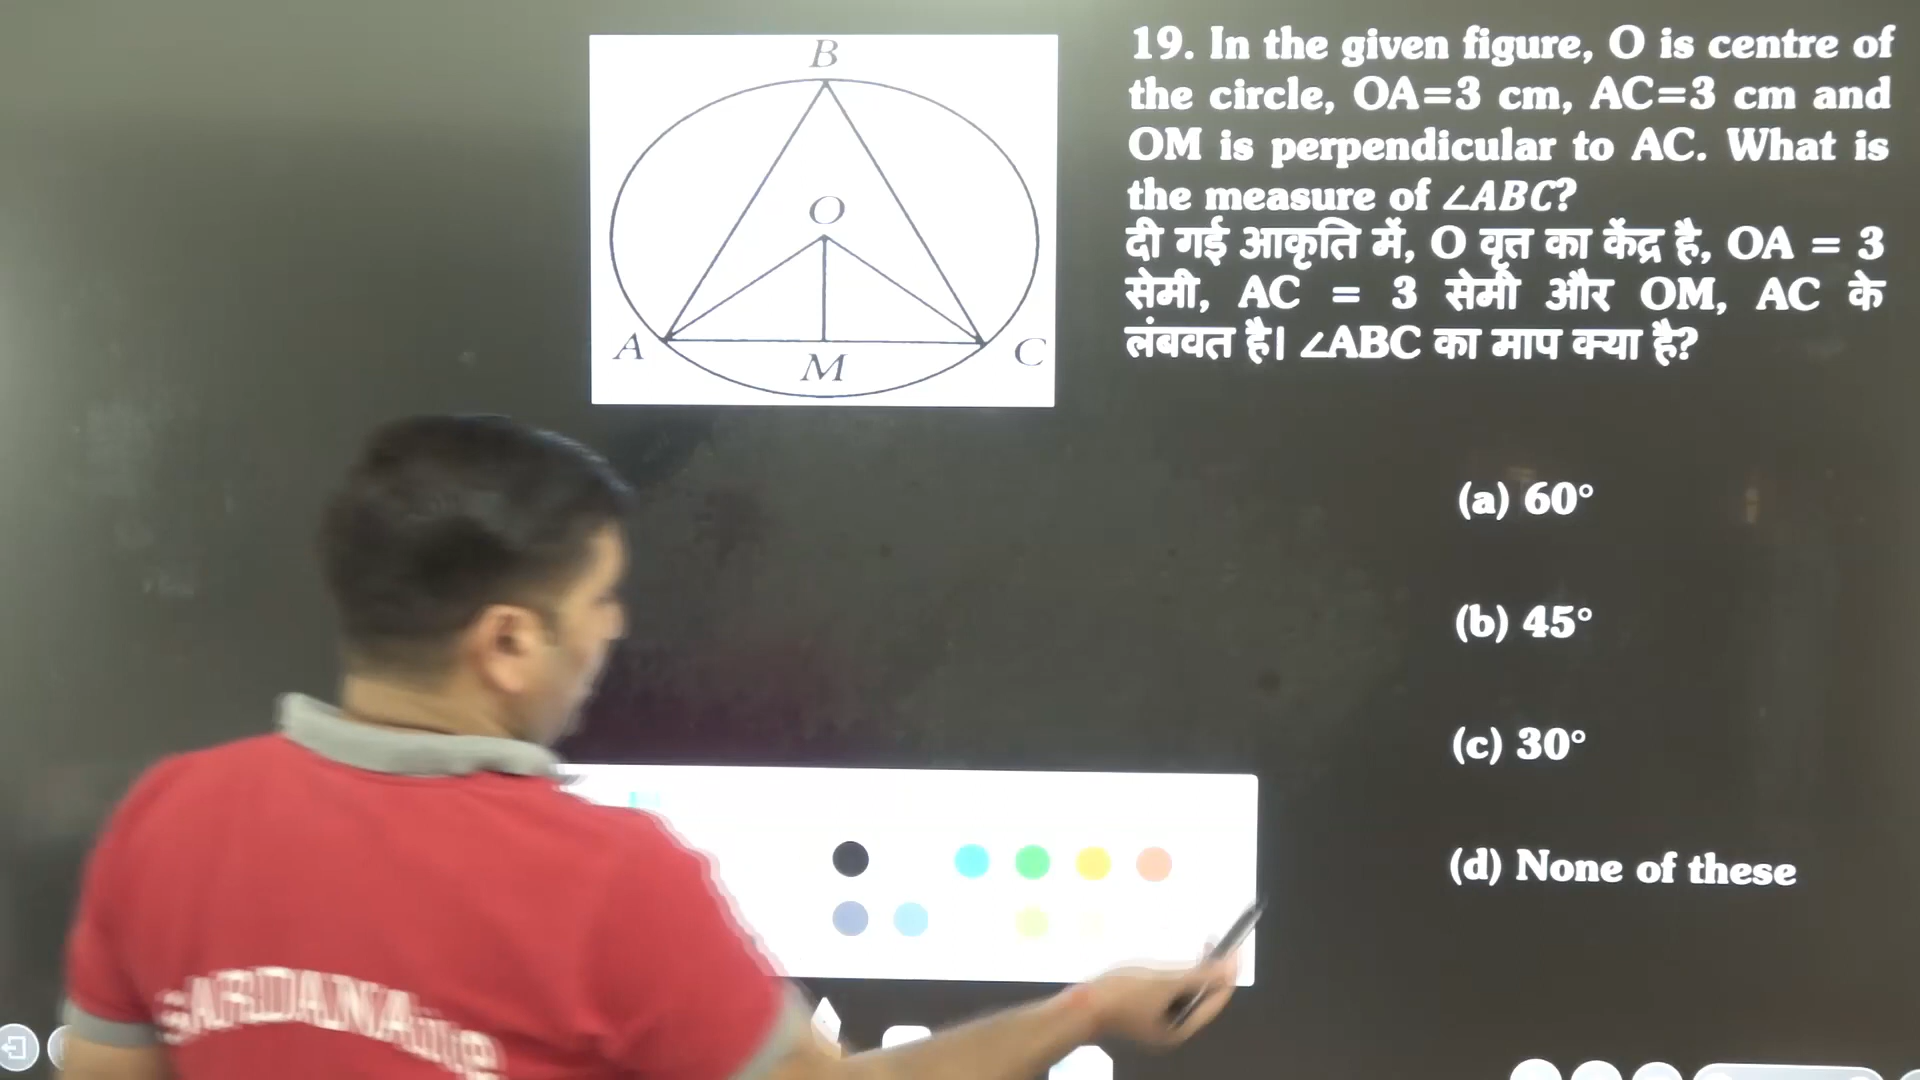 B
O
A
M
C
19. In the given figure, O is centre of
the circle, OA=3 cm, AC=3 cm and
OM is perpendicular to AC. What is
the measure of ∠ABC?
दी गई आकृति में, O वृत्त का केंद्र है, OA = 3
सेमी, AC = 3 सेमी और OM, AC के
लंबवत है। ∠ABC का माप क्या है?
(a) 60°
(b) 45°
(c) 30°
(d) None of these